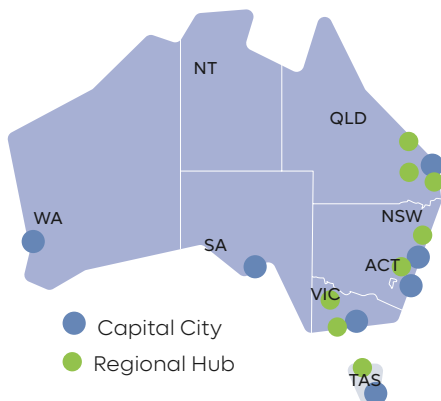 NT
QLD
WA
NSW
SA
ACT
VIC
Capital City
Regional Hub
TAS